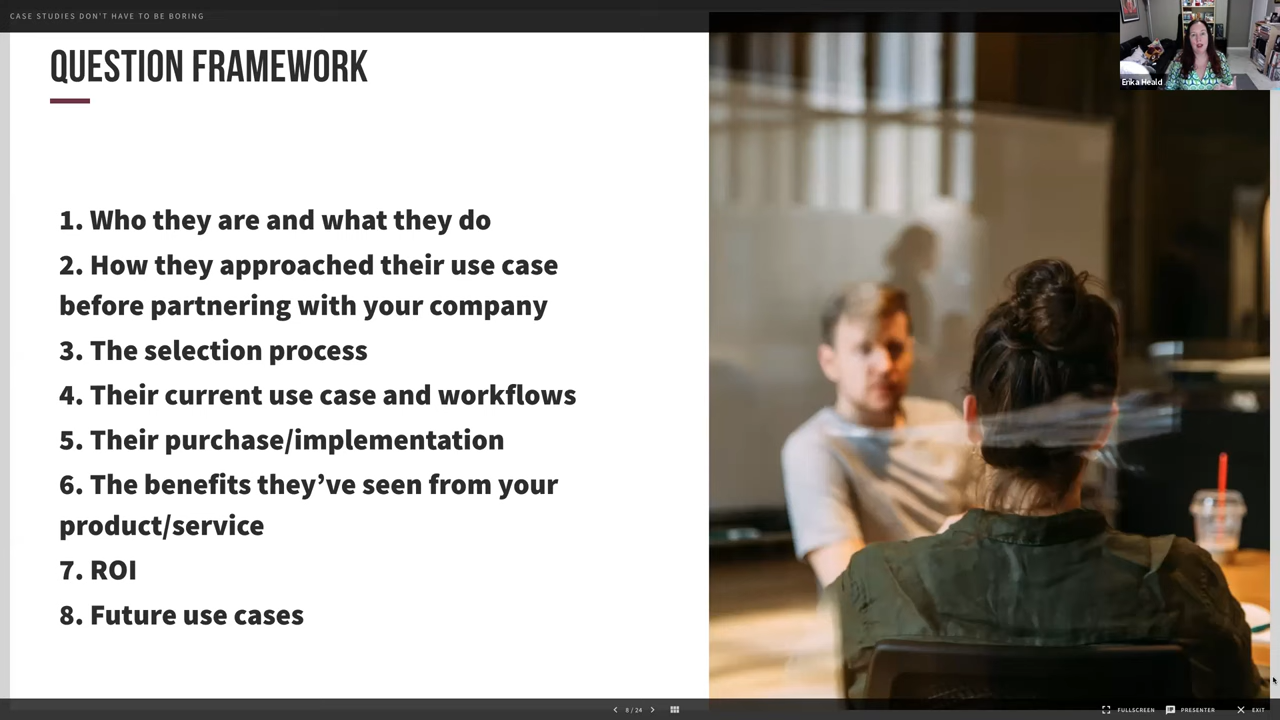 CASE STUDIES DON'T HAVE TO BE BORING
QUESTION FRAMEWORK
Erika Heald
1. Who they are and what they do
2. How they approached their use case
before partnering with your company
3. The selection process
4. Their current use case and workflows
5. Their purchase/implementation
6. The benefits they’ve seen from your
product/service
7. ROI
8. Future use cases
8 / 24
FULLSCREEN
PRESENTER
EXIT